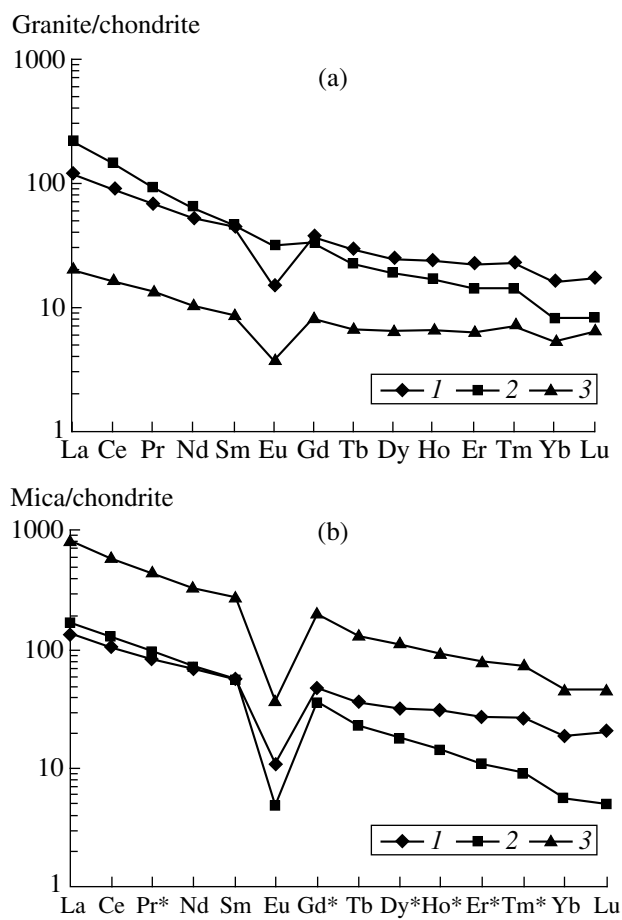 Granite/chondrite
1000
(a)
100
10
1 2 3
1
La Ce Pr Nd Sm Eu Gd Tb Dy Ho Er Tm Yb Lu
Mica/chondrite
1000
(b)
100
10
1 2 3
1
La Ce Pr* Nd Sm Eu Gd* Tb Dy* Ho* Er* Tm* Yb Lu